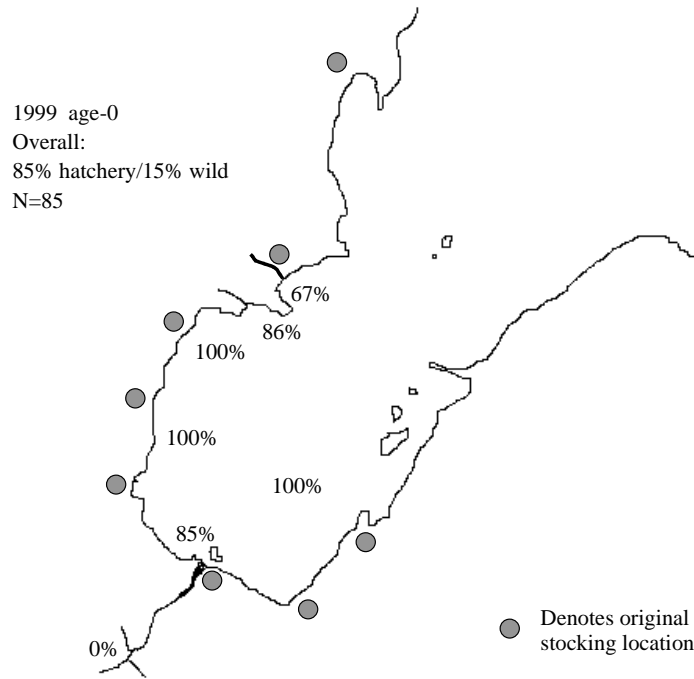 1999 age-0
Overall:
85% hatchery/15% wild
N=85
67%
86%
100%
100%
100%
85%
0%
Denotes original
stocking location